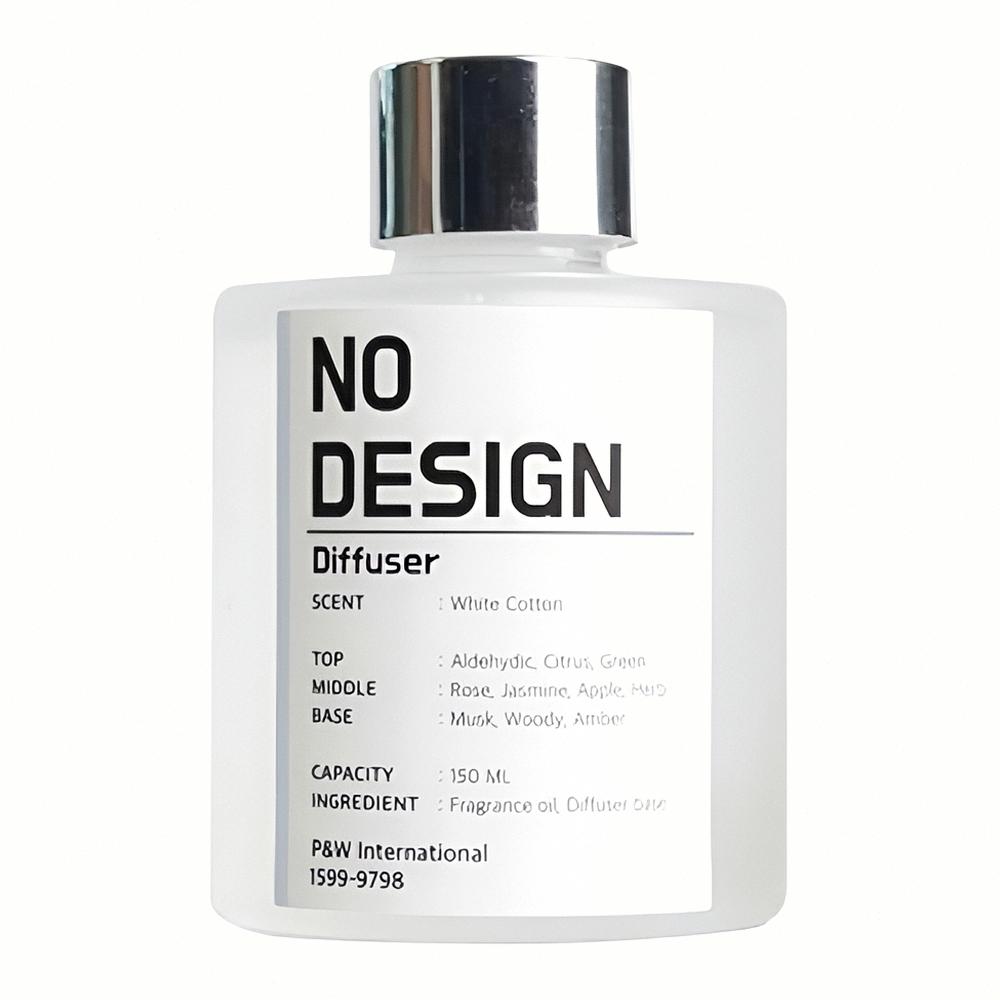 NO
DESIGN
Diffuser
SCENT : White Cotton
TOP : Aldehydic, Citrus, Green
MIDDLE : Rose, Jasmine, Apple,
BASE : Musk, Woody, Amber
CAPACITY : 150 ML
INGREDIENT : Fragrance oil, Diffuser base
P&W International
1599-9798